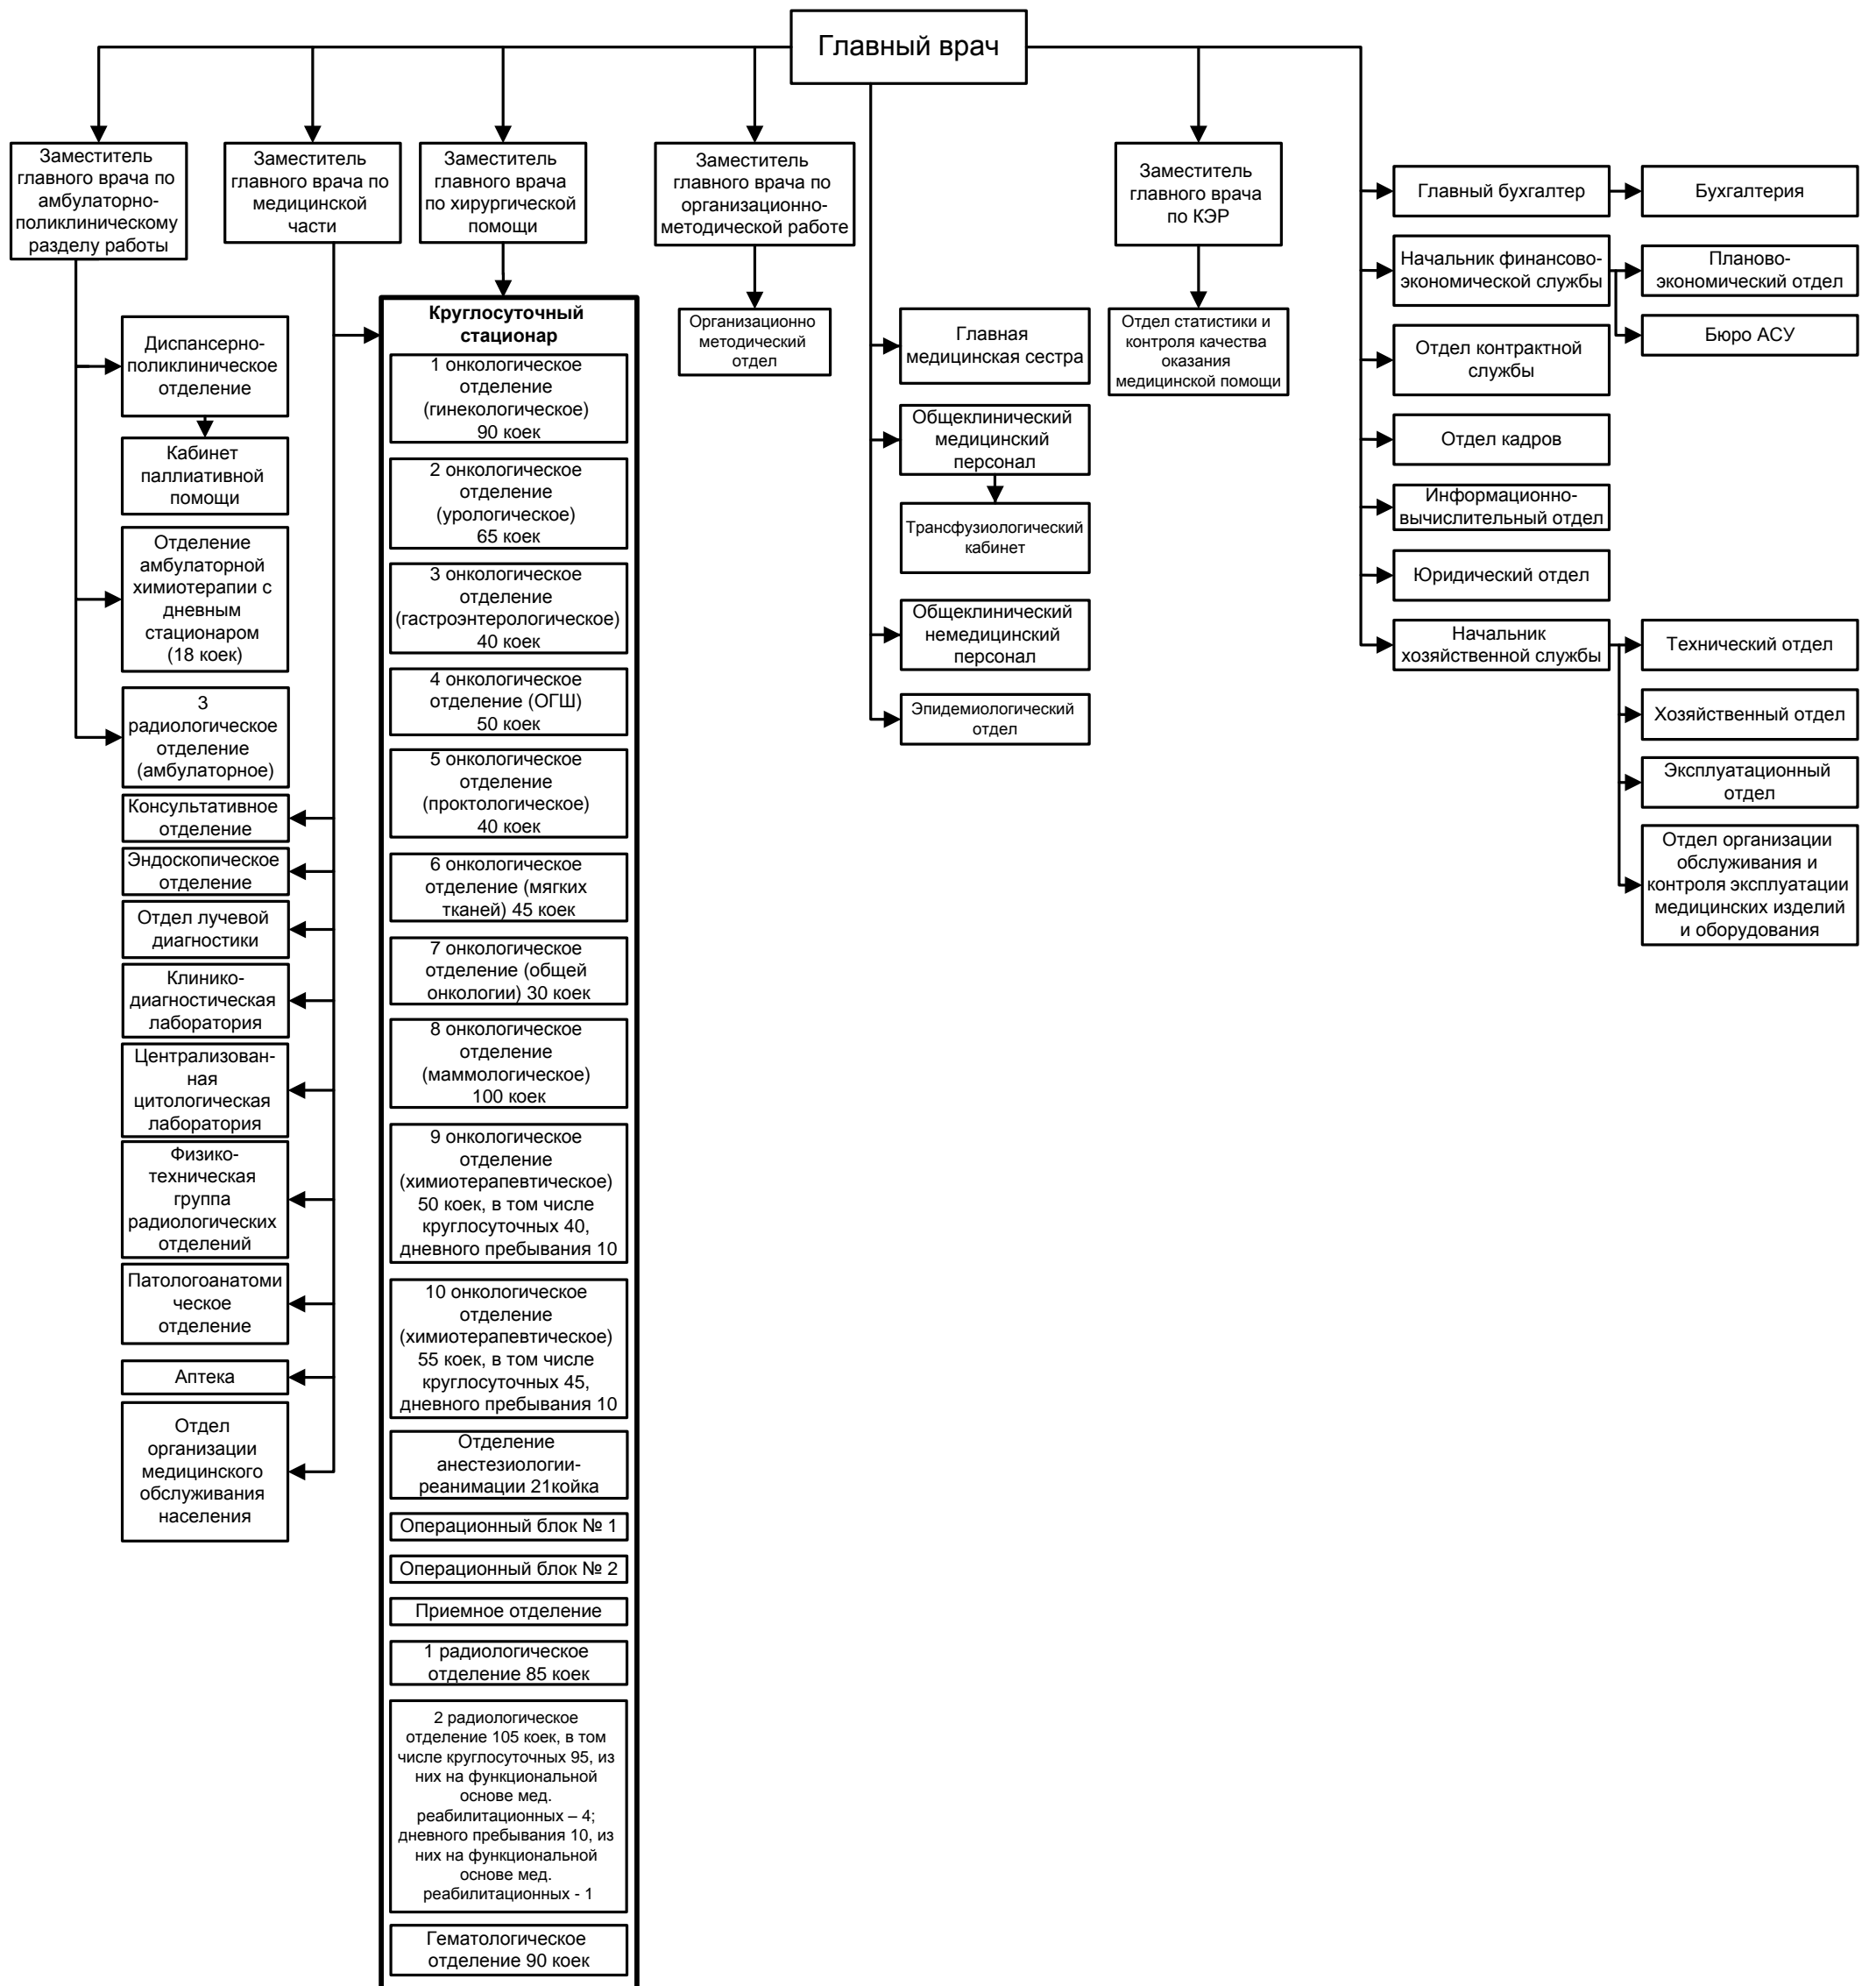 Главный врач
Заместитель
главного врача по
амбулаторно-
поликлиническому
разделу работы
Заместитель
главного врача по
медицинской
части
Заместитель
главного врача
по хирургической
помощи
Заместитель
главного врача по
организационно-
методической работе
Заместитель
главного врача
по КЭР
Диспансерно-
поликлиническое
отделение
Кабинет
паллиативной
помощи
Отделение
амбулаторной
химиотерапии с
дневным
стационаром
(18 коек)
3
радиологическое
отделение
(амбулаторное)
Консультативное
отделение
Эндоскопическое
отделение
Отдел лучевой
диагностики
Клинико-
диагностическая
лаборатория
Централизован-
ная
цитологическая
лаборатория
Физико-
техническая
группа
радиологических
отделений
Патологоанатоми
ческое
отделение
Аптека
Отдел
организации
медицинского
обслуживания
населения
Круглосуточный
стационар
1 онкологическое
отделение
(гинекологическое)
90 коек
2 онкологическое
отделение
(урологическое)
65 коек
3 онкологическое
отделение
(гастроэнтерологическое)
40 коек
4 онкологическое
отделение (ОГШ)
50 коек
5 онкологическое
отделение
(проктологическое)
40 коек
6 онкологическое
отделение (мягких
тканей) 45 коек
7 онкологическое
отделение (общей
онкологии) 30 коек
8 онкологическое
отделение
(маммологическое)
100 коек
9 онкологическое
отделение
(химиотерапевтическое)
50 коек, в том числе
круглосуточных 40,
дневного пребывания 10
10 онкологическое
отделение
(химиотерапевтическое)
55 коек, в том числе
круглосуточных 45,
дневного пребывания 10
Отделение
анестезиологии-
реанимации 21койка
Операционный блок № 1
Операционный блок № 2
Приемное отделение
1 радиологическое
отделение 85 коек
2 радиологическое
отделение 105 коек, в том
числе круглосуточных 95, из
них на функциональной
основе мед.
реабилитационных – 4;
дневного пребывания 10, из
них на функциональной
основе мед.
реабилитационных - 1
Гематологическое
отделение 90 коек
Организационно
методический
отдел
Главная
медицинская сестра
Общеклинический
медицинский
персонал
Трансфузиологический
кабинет
Общеклинический
немедицинский
персонал
Эпидемиологический
отдел
Отдел статистики и
контроля качества
оказания
медицинской помощи
Главный бухгалтер
Бухгалтерия
Начальник финансово-
экономической службы
Планово-
экономический отдел
Бюро АСУ
Отдел контрактной
службы
Отдел кадров
Информационно-
вычислительный отдел
Юридический отдел
Начальник
хозяйственной службы
Технический отдел
Хозяйственный отдел
Эксплуатационный
отдел
Отдел организации
обслуживания и
контроля эксплуатации
медицинских изделий
и оборудования